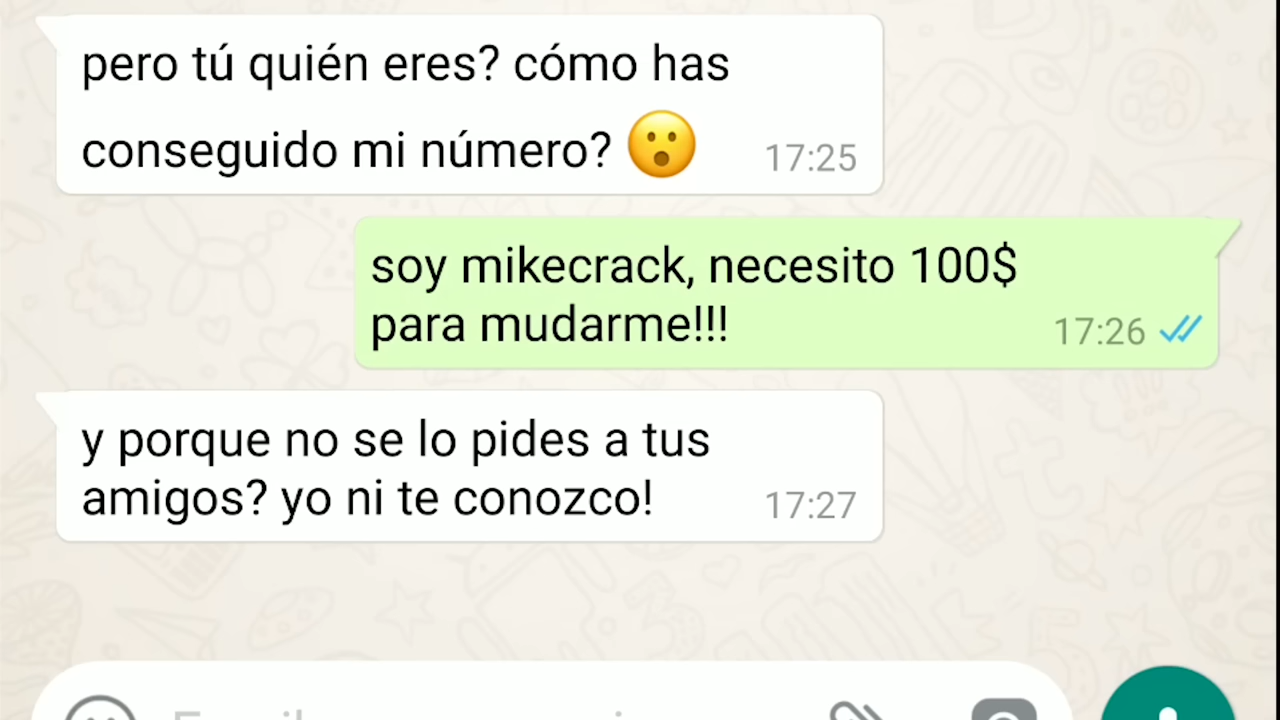 pero tú quién eres? cómo has
conseguido mi número? 😮 17:25
soy mikecrack, necesito 100$
para mudarme!!! 17:26
y porque no se lo pides a tus
amigos? yo ni te conozco! 17:27